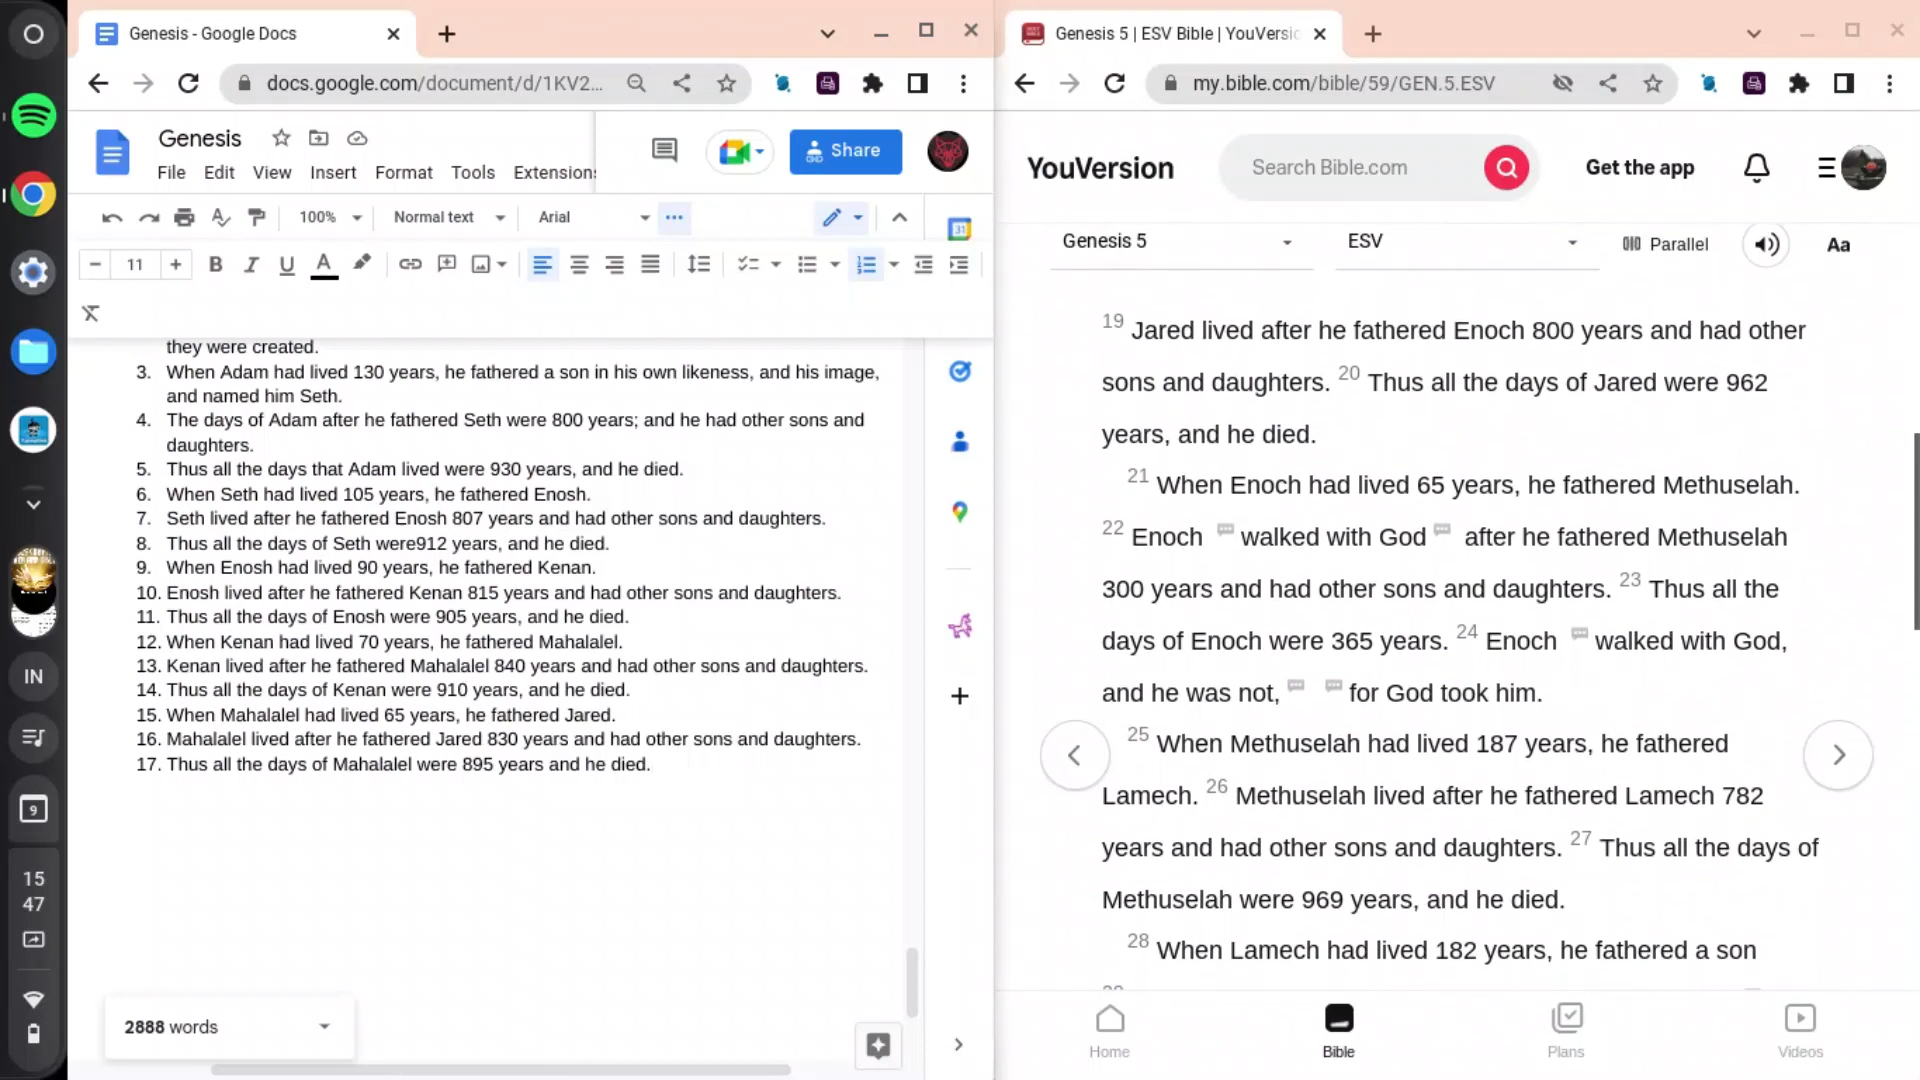 Genesis - Google Docs
docs.google.com/document/d/1KV2...
Genesis
File Edit View Insert Format Tools Extensions
Share
100% Normal text Arial
11
31
they were created.
3. When Adam had lived 130 years, he fathered a son in his own likeness, and his image,
and named him Seth.
4. The days of Adam after he fathered Seth were 800 years; and he had other sons and
daughters.
5. Thus all the days that Adam lived were 930 years, and he died.
6. When Seth had lived 105 years, he fathered Enosh.
7. Seth lived after he fathered Enosh 807 years and had other sons and daughters.
8. Thus all the days of Seth were912 years, and he died.
9. When Enosh had lived 90 years, he fathered Kenan.
10. Enosh lived after he fathered Kenan 815 years and had other sons and daughters.
11. Thus all the days of Enosh were 905 years, and he died.
12. When Kenan had lived 70 years, he fathered Mahalalel.
13. Kenan lived after he fathered Mahalalel 840 years and had other sons and daughters.
14. Thus all the days of Kenan were 910 years, and he died.
15. When Mahalalel had lived 65 years, he fathered Jared.
16. Mahalalel lived after he fathered Jared 830 years and had other sons and daughters.
17. Thus all the days of Mahalalel were 895 years and he died.
2888 words
IN
9
15
47
Genesis 5 | ESV Bible | YouVersic
my.bible.com/bible/59/GEN.5.ESV
YouVersion
Search Bible.com
Get the app
Genesis 5 ESV Parallel Aa
19 Jared lived after he fathered Enoch 800 years and had other
sons and daughters. 20 Thus all the days of Jared were 962
years, and he died.
21 When Enoch had lived 65 years, he fathered Methuselah.
22 Enoch walked with God after he fathered Methuselah
300 years and had other sons and daughters. 23 Thus all the
days of Enoch were 365 years. 24 Enoch walked with God,
and he was not, for God took him.
25 When Methuselah had lived 187 years, he fathered
Lamech. 26 Methuselah lived after he fathered Lamech 782
years and had other sons and daughters. 27 Thus all the days of
Methuselah were 969 years, and he died.
28 When Lamech had lived 182 years, he fathered a son
Home Bible Plans Videos